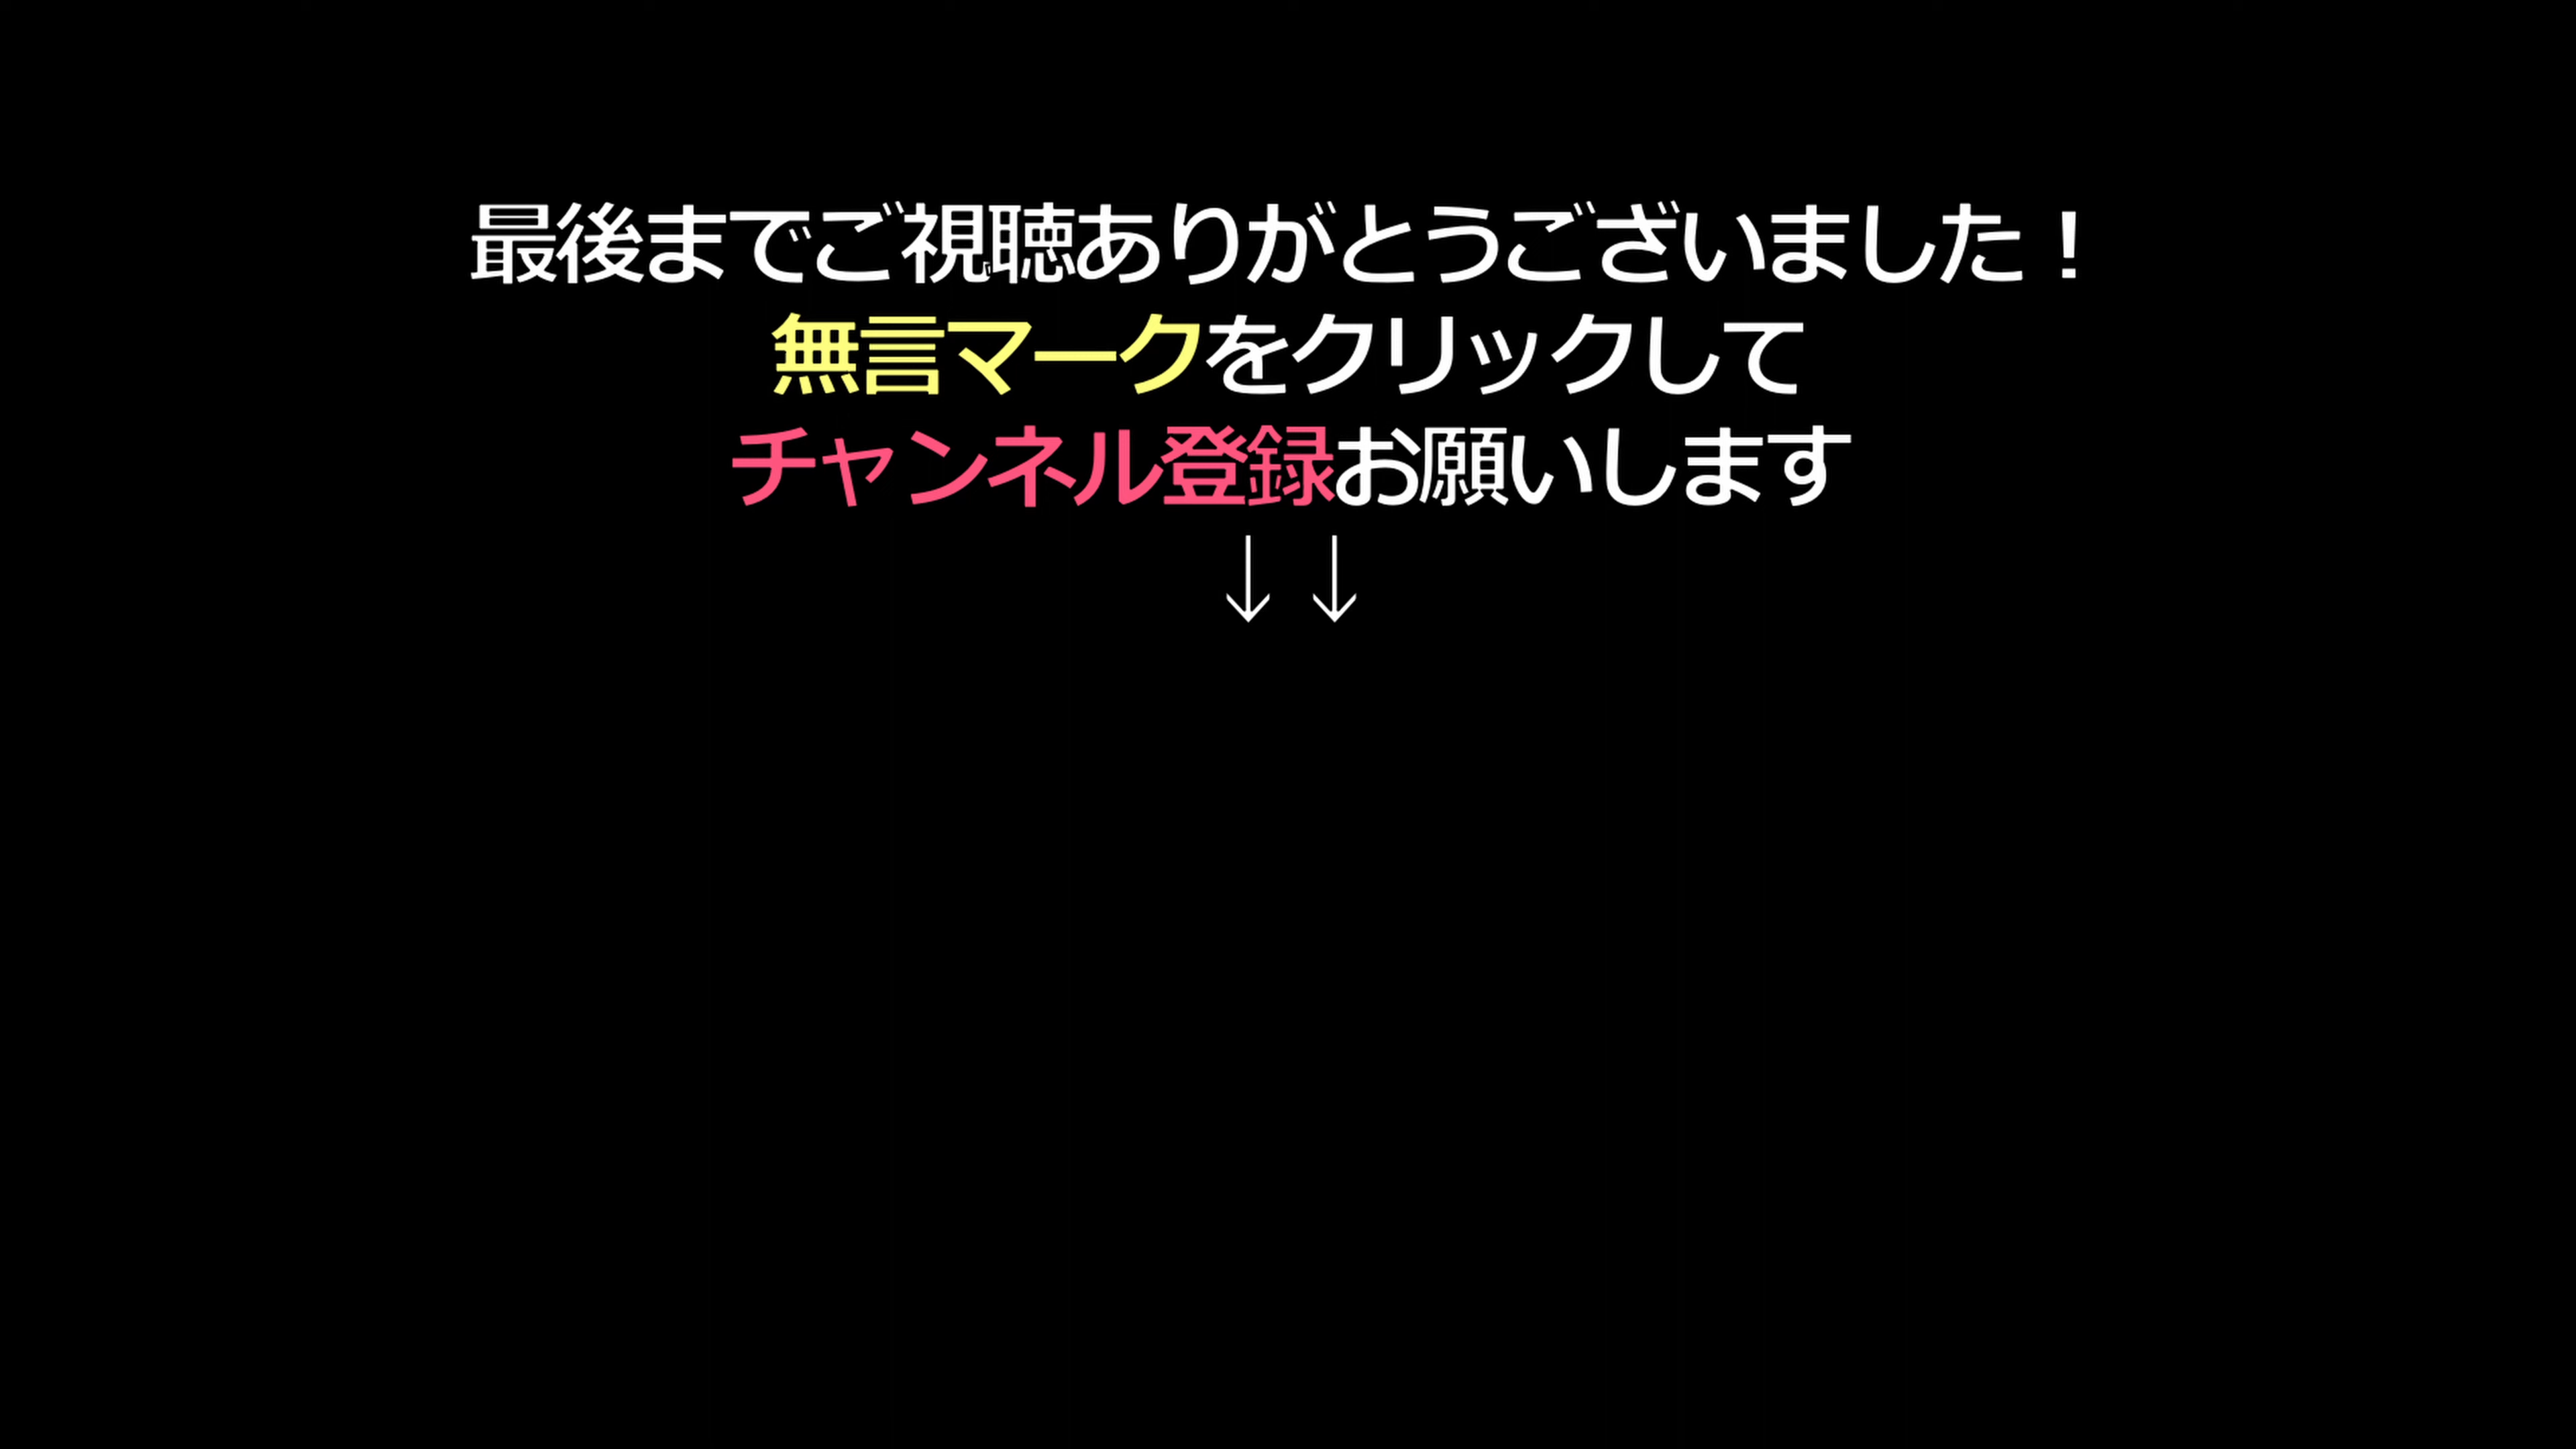 最後までご視聴ありがとうございました！
無言マークをクリックして
チャンネル登録お願いします
↓↓